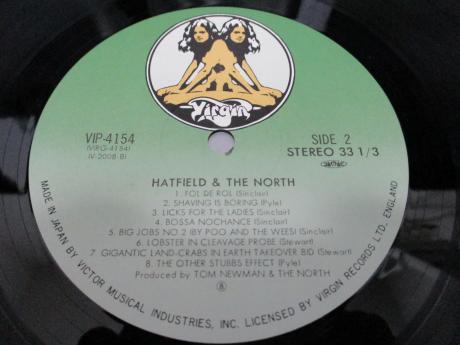 Virgin
VIP-4154
(VIRG-4154)
IV-2008-B)
SIDE 2
STEREO 33 1/3
HATFIELD & THE NORTH
1. FOL DE ROL (Sinclair)
2. SHAVING IS BORING (Pyle)
3. LICKS FOR THE LADIES (Sinclair)
4. BOSSA NOCHANCE (Sinclair)
5. BIG JOBS NO. 2 (BY POO AND THE WEES) (Sinclair)
6. LOBSTER IN CLEAVAGE PROBE (Stewart)
7. GIGANTIC LAND-CRABS IN EARTH TAKEOVER BID (Stewart)
8. THE OTHER STUBBS EFFECT (Pyle)
Produced by TOM NEWMAN & THE NORTH
MADE IN JAPAN BY VICTOR MUSICAL INDUSTRIES, INC. LICENSED BY VIRGIN RECORDS LTD. ENGLAND